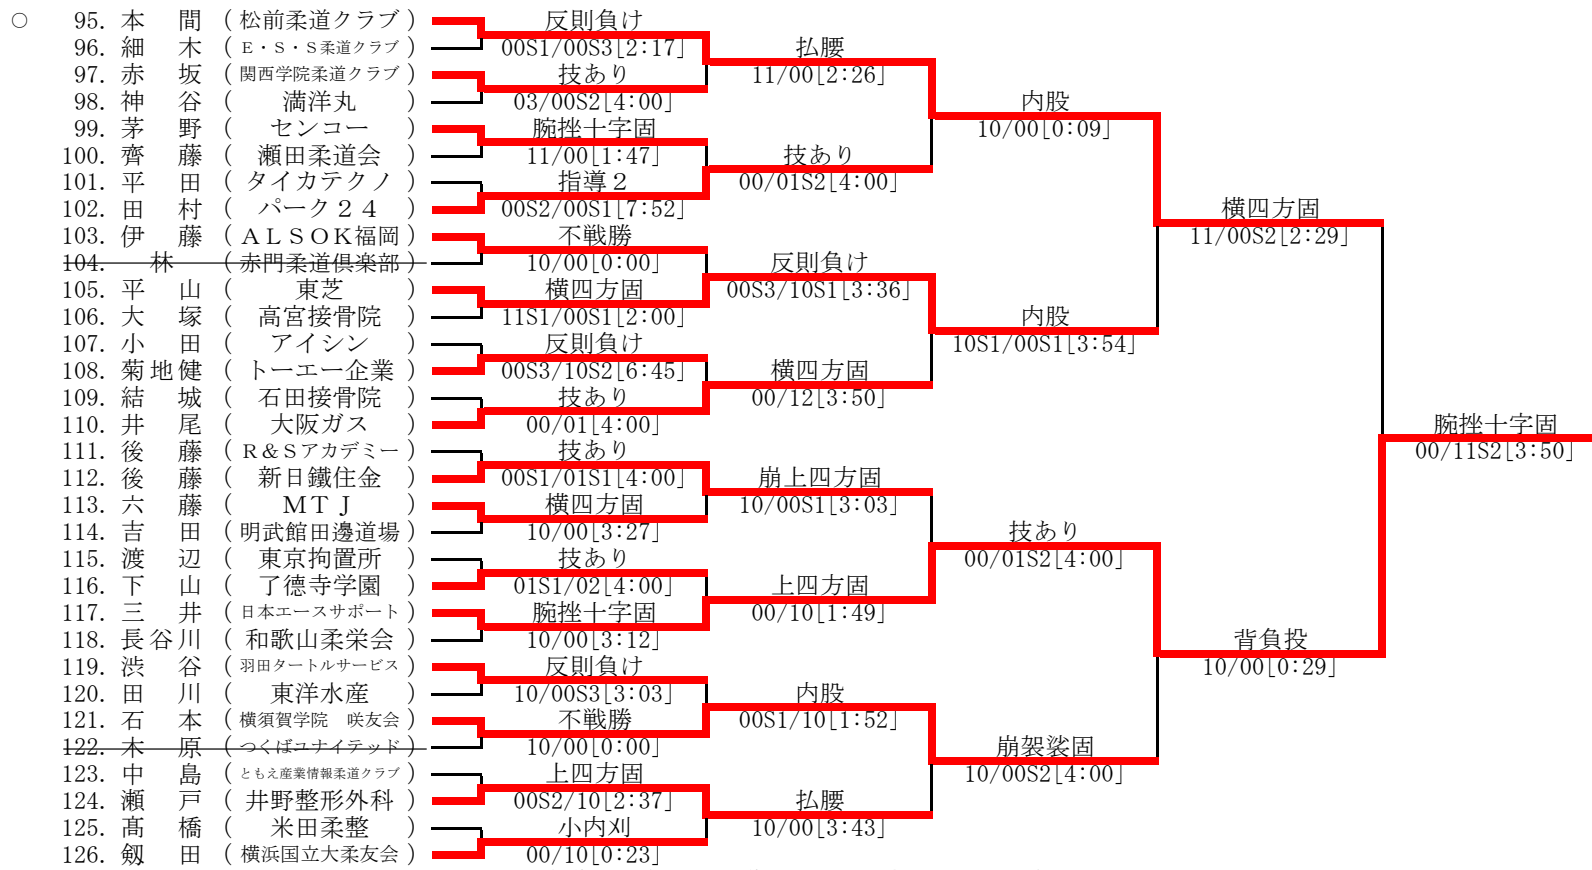 ○ 95. 本 間 (松前柔道クラブ) 反則負け
96. 細 木 (E・S・S柔道クラブ) 00S1/00S3[2:17] 払腰
97. 赤 坂 (関西学院柔道クラブ) 技あり 11/00[2:26]
98. 神 谷 (満洋丸) 03/00S2[4:00] 内股
99. 茅 野 (センコー) 腕挫十字固 10/00[0:09]
100. 齊 藤 (瀬田柔道会) 11/00[1:47] 技あり
101. 平 田 (タイカテクノ) 指導2 00/01S2[4:00]
102. 田 村 (パーク24) 00S2/00S1[7:52] 横四方固
103. 伊 藤 (ALSOK福岡) 不戦勝 11/00S2[2:29]
104. 林 (赤門柔道倶楽部) 10/00[0:00] 反則負け
105. 平 山 (東芝) 横四方固 00S3/10S1[3:36]
106. 大 塚 (高宮接骨院) 11S1/00S1[2:00] 内股
107. 小 田 (アイシン) 反則負け 10S1/00S1[3:54]
108. 菊地健 (トーエー企業) 00S3/10S2[6:45] 横四方固
109. 結 城 (石田接骨院) 技あり 00/12[3:50]
110. 井 尾 (大阪ガス) 00/01[4:00] 腕挫十字固
111. 後 藤 (R&Sアカデミー) 技あり 00/11S2[3:50]
112. 後 藤 (新日鐵住金) 00S1/01S1[4:00] 崩上四方固
113. 六 藤 (MTJ) 横四方固 10/00S1[3:03]
114. 吉 田 (明武館田邊道場) 10/00[3:27] 技あり
115. 渡 辺 (東京拘置所) 技あり 00/01S2[4:00]
116. 下 山 (了德寺学園) 01S1/02[4:00] 上四方固
117. 三 井 (日本エースサポート) 腕挫十字固 00/10[1:49]
118. 長谷川 (和歌山柔栄会) 10/00[3:12] 背負投
119. 渋 谷 (羽田タートルサービス) 反則負け 10/00[0:29]
120. 田 川 (東洋水産) 10/00S3[3:03] 内股
121. 石 本 (横須賀学院 咲友会) 不戦勝 00S1/10[1:52]
122. 木 原 (つくばユナイテッド) 10/00[0:00] 崩袈裟固
123. 中 島 (ともえ産業情報柔道クラブ) 上四方固 10/00S2[4:00]
124. 瀬 戸 (井野整形外科) 00S2/10[2:37] 払腰
125. 髙 橋 (米田柔整) 小内刈 10/00[3:43]
126. 剱 田 (横浜国立大柔友会) 00/10[0:23]